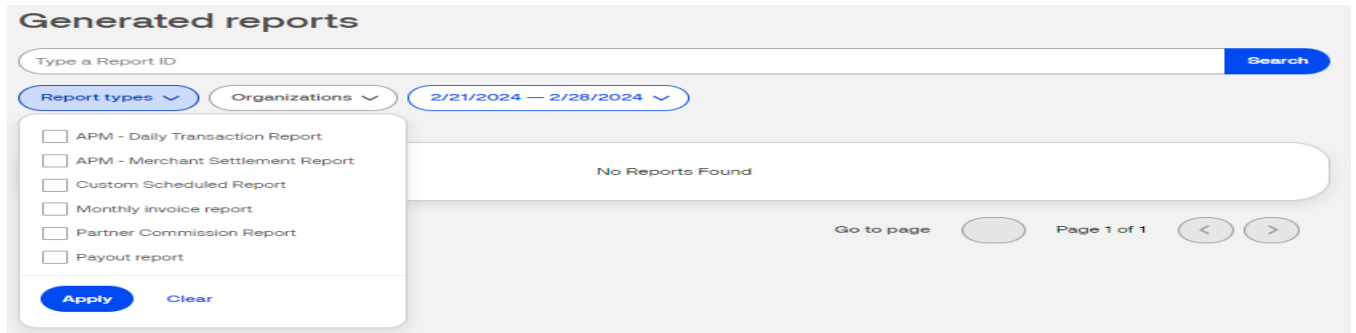 Generated reports
Type a Report ID
Search
Report types
Organizations
2/21/2024 — 2/28/2024
APM - Daily Transaction Report
APM - Merchant Settlement Report
Custom Scheduled Report
Monthly invoice report
Partner Commission Report
Payout report
Apply
Clear
No Reports Found
Go to page
Page 1 of 1
< >